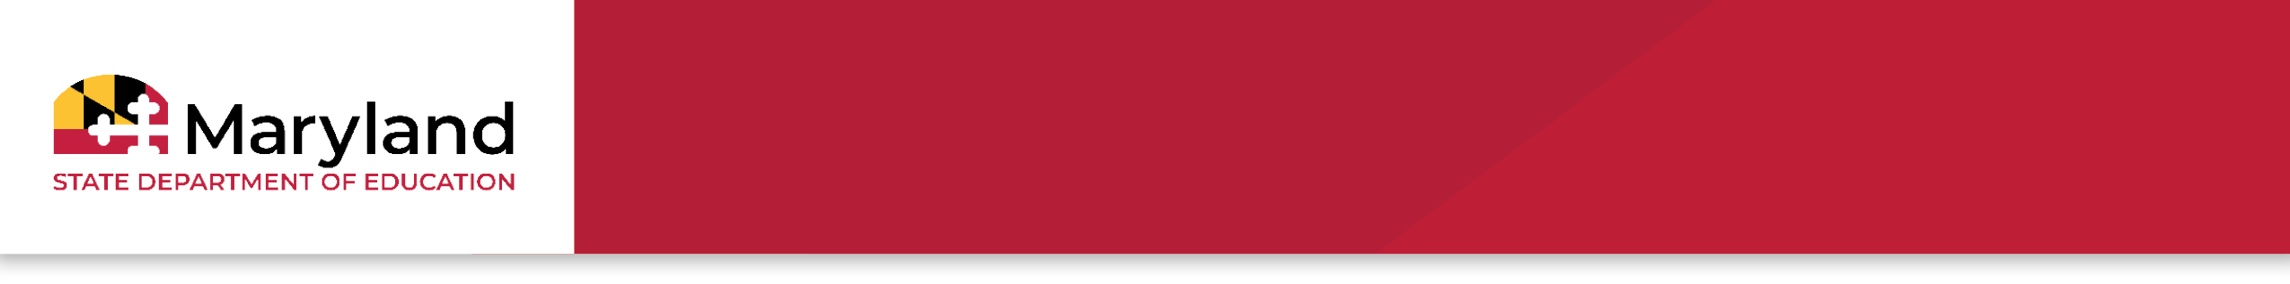 Maryland
STATE DEPARTMENT OF EDUCATION